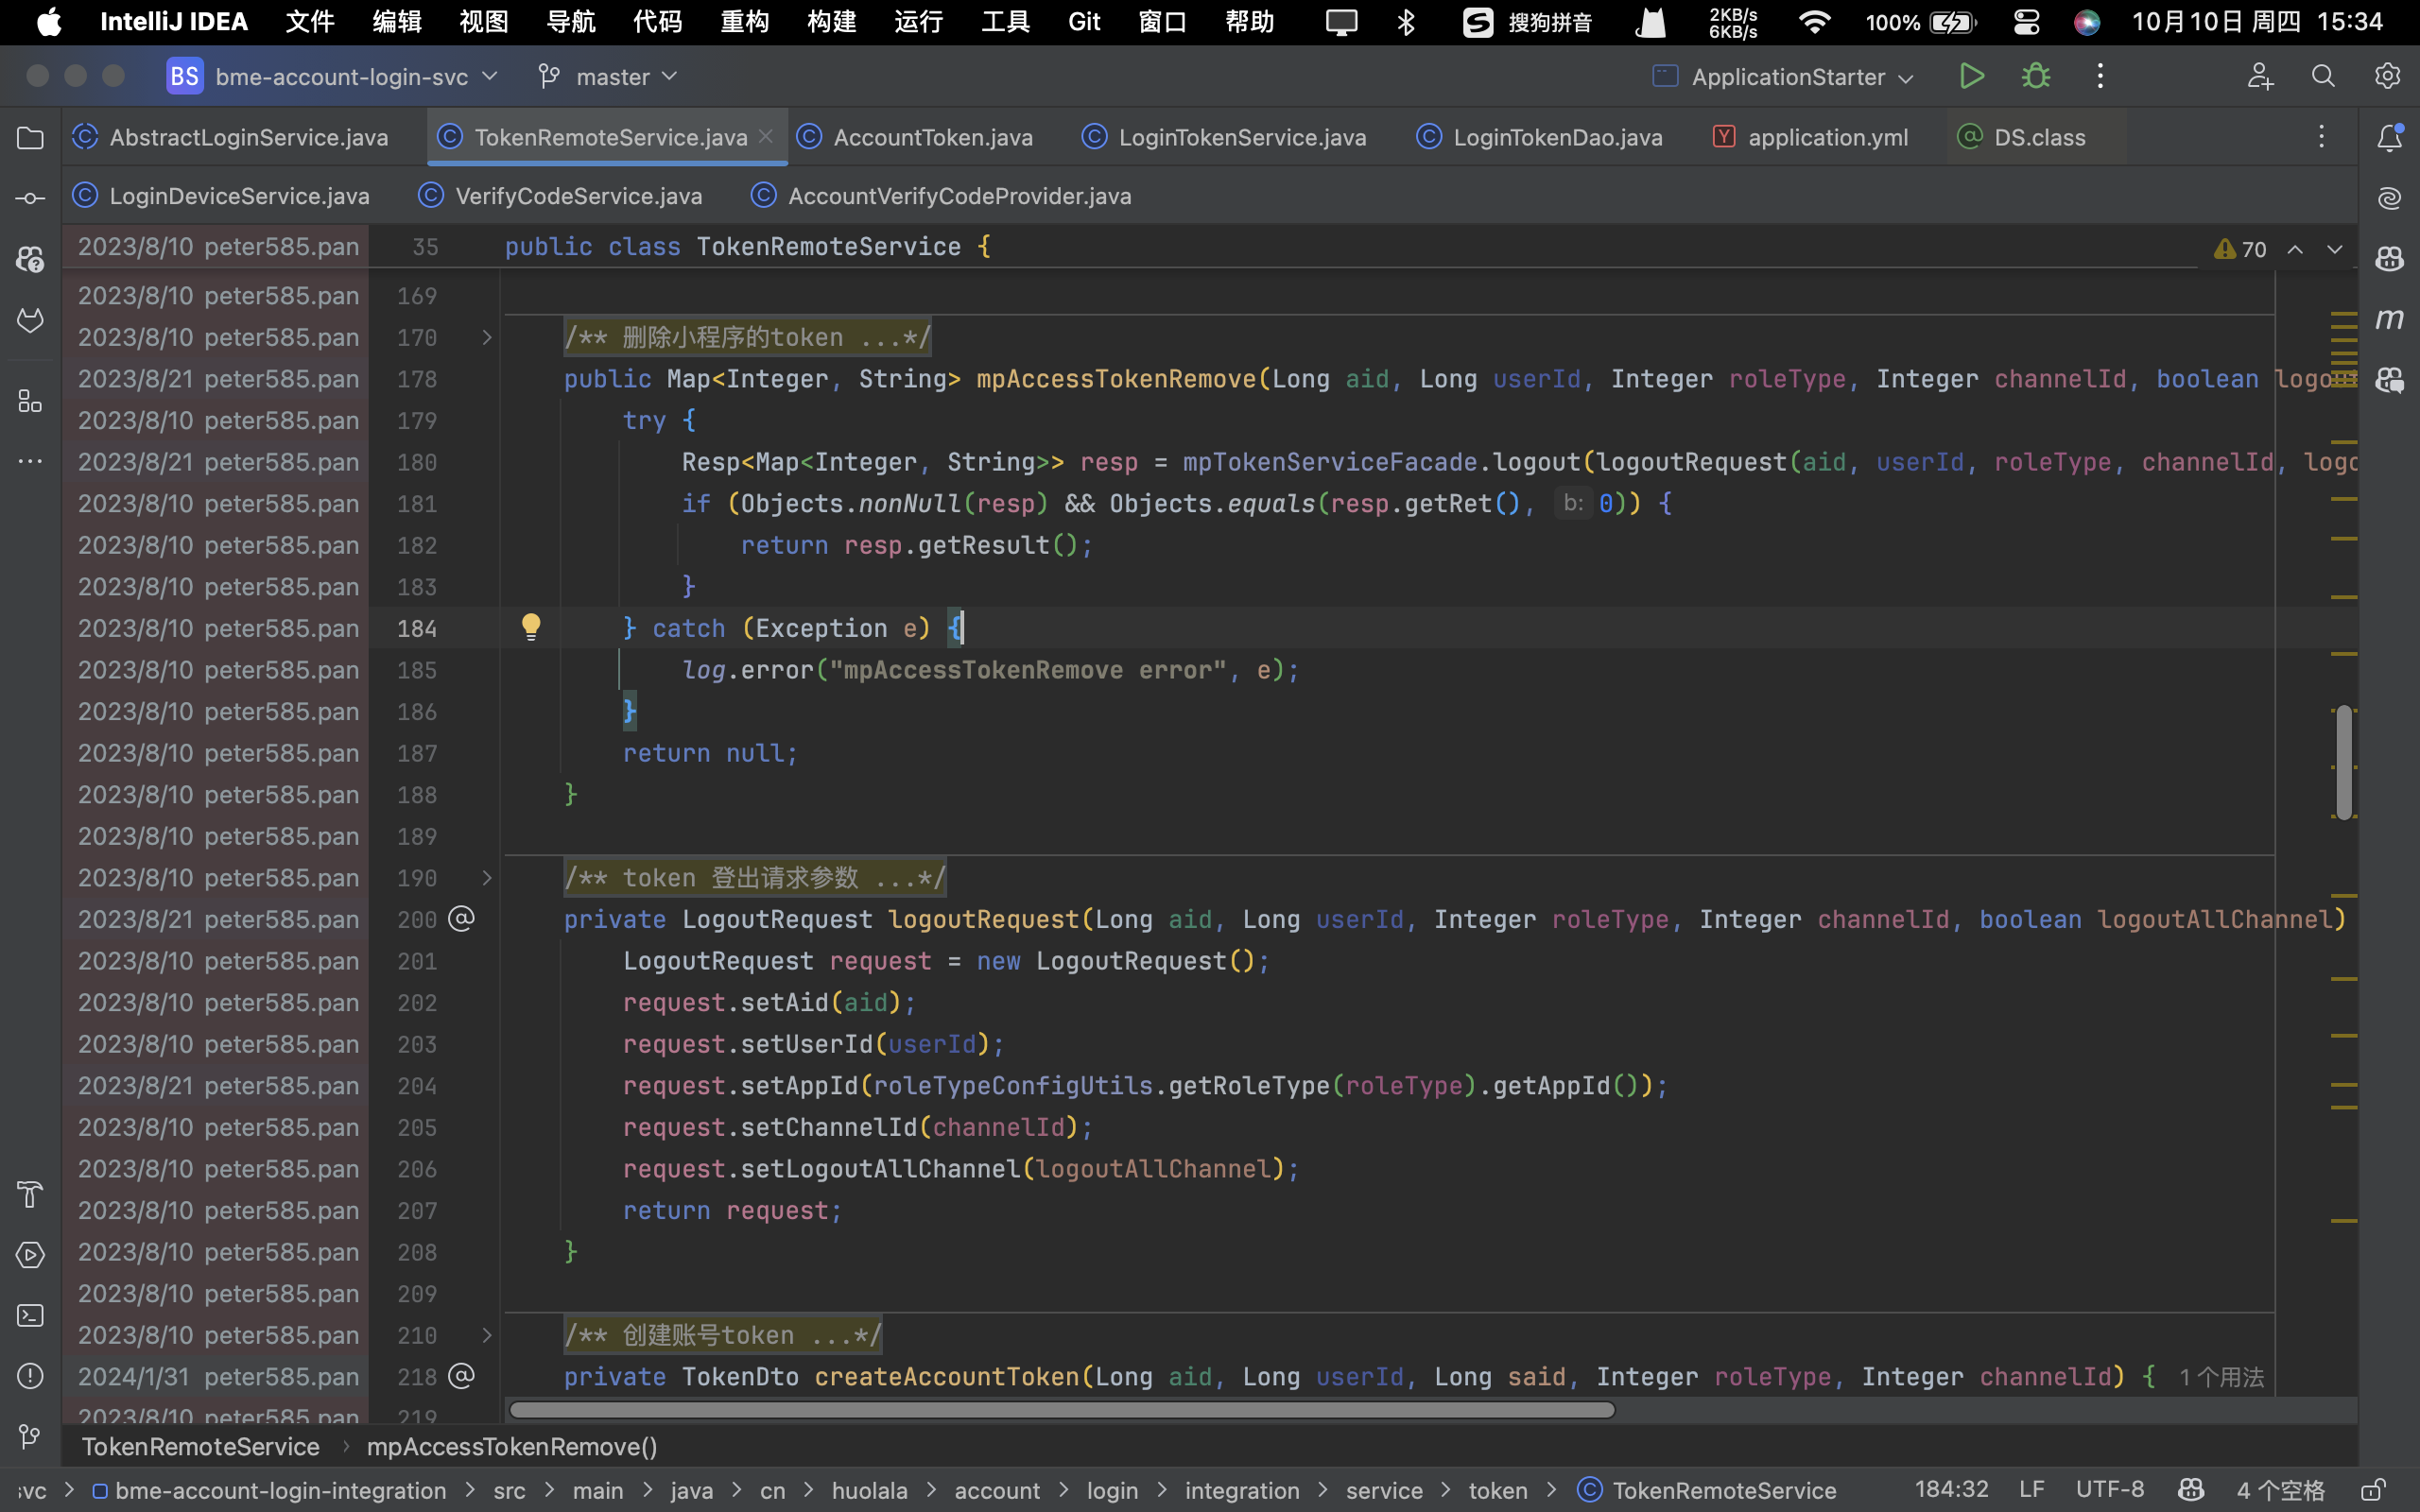 IntelliJ IDEA 文件 编辑 视图 导航 代码 重构 构建 运行 工具 Git 窗口 帮助 S 搜狗拼音 2KB/s 6KB/s 100% 10月10日 周四 15:34
BS bme-account-login-svc master ApplicationStarter
AbstractLoginService.java TokenRemoteService.java AccountToken.java LoginTokenService.java LoginTokenDao.java application.yml DS.class
LoginDeviceService.java VerifyCodeService.java AccountVerifyCodeProvider.java
2023/8/10 peter585.pan 35 public class TokenRemoteService { 70
2023/8/10 peter585.pan 169
2023/8/10 peter585.pan 170 /** 删除小程序的token ...*/
2023/8/21 peter585.pan 178 public Map<Integer, String> mpAccessTokenRemove(Long aid, Long userId, Integer roleType, Integer channelId, boolean logout
2023/8/10 peter585.pan 179 try {
2023/8/21 peter585.pan 180 Resp<Map<Integer, String>> resp = mpTokenServiceFacade.logout(logoutRequest(aid, userId, roleType, channelId, logo
2023/8/10 peter585.pan 181 if (Objects.nonNull(resp) && Objects.equals(resp.getRet(), b: 0)) {
2023/8/10 peter585.pan 182 return resp.getResult();
2023/8/10 peter585.pan 183 }
2023/8/10 peter585.pan 184 } catch (Exception e) {
2023/8/10 peter585.pan 185 log.error("mpAccessTokenRemove error", e);
2023/8/10 peter585.pan 186 }
2023/8/10 peter585.pan 187 return null;
2023/8/10 peter585.pan 188 }
2023/8/10 peter585.pan 189
2023/8/10 peter585.pan 190 /** token 登出请求参数 ...*/
2023/8/21 peter585.pan 200 private LogoutRequest logoutRequest(Long aid, Long userId, Integer roleType, Integer channelId, boolean logoutAllChannel)
2023/8/10 peter585.pan 201 LogoutRequest request = new LogoutRequest();
2023/8/10 peter585.pan 202 request.setAid(aid);
2023/8/10 peter585.pan 203 request.setUserId(userId);
2023/8/21 peter585.pan 204 request.setAppId(roleTypeConfigUtils.getRoleType(roleType).getAppId());
2023/8/10 peter585.pan 205 request.setChannelId(channelId);
2023/8/10 peter585.pan 206 request.setLogoutAllChannel(logoutAllChannel);
2023/8/10 peter585.pan 207 return request;
2023/8/10 peter585.pan 208 }
2023/8/10 peter585.pan 209
2023/8/10 peter585.pan 210 /** 创建账号token ...*/
2024/1/31 peter585.pan 218 private TokenDto createAccountToken(Long aid, Long userId, Long said, Integer roleType, Integer channelId) { 1个用法
2023/8/10 peter585.pan 219
TokenRemoteService > mpAccessTokenRemove()
svc > bme-account-login-integration > src > main > java > cn > huolala > account > login > integration > service > token > TokenRemoteService 184:32 LF UTF-8 4 个空格